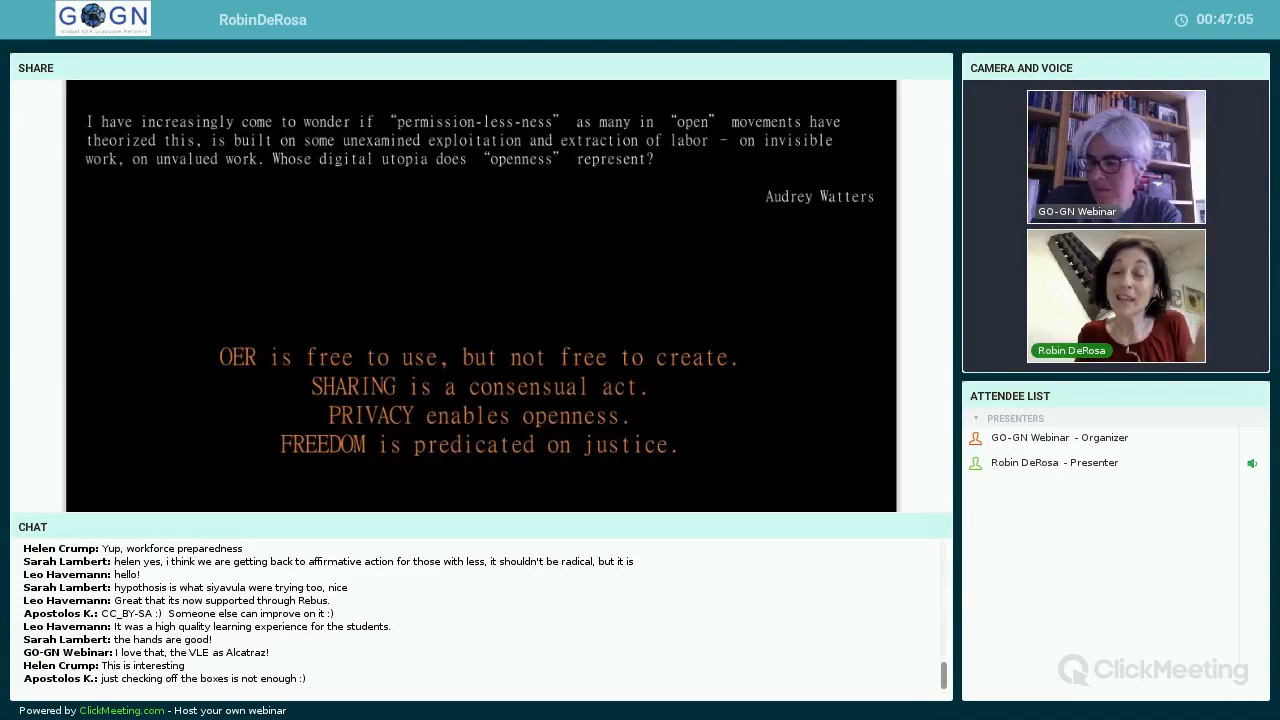 GO-GN
Global OER Graduate Network
RobinDeRosa
00:47:05
SHARE
I have increasingly come to wonder if “permission-less-ness” as many in “open” movements have
theorized this, is built on some unexamined exploitation and extraction of labor – on invisible
work, on unvalued work. Whose digital utopia does “openness” represent?
Audrey Watters
OER is free to use, but not free to create.
SHARING is a consensual act.
PRIVACY enables openness.
FREEDOM is predicated on justice.
CHAT
Helen Crump: Yup, workforce preparedness
Sarah Lambert: helen yes, i think we are getting back to affirmative action for those with less, it shouldn't be radical, but it is
Leo Havemann: hello!
Sarah Lambert: hypothosis is what siyavula were trying too, nice
Leo Havemann: Great that its now supported through Rebus.
Apostolos K.: CC_BY-SA :) Someone else can improve on it :)
Leo Havemann: It was a high quality learning experience for the students.
Sarah Lambert: the hands are good!
GO-GN Webinar: I love that, the VLE as Alcatraz!
Helen Crump: This is interesting
Apostolos K.: just checking off the boxes is not enough :)
CAMERA AND VOICE
GO-GN Webinar
Robin DeRosa
ATTENDEE LIST
PRESENTERS
GO-GN Webinar - Organizer
Robin DeRosa - Presenter
ClickMeeting
Powered by ClickMeeting.com - Host your own webinar